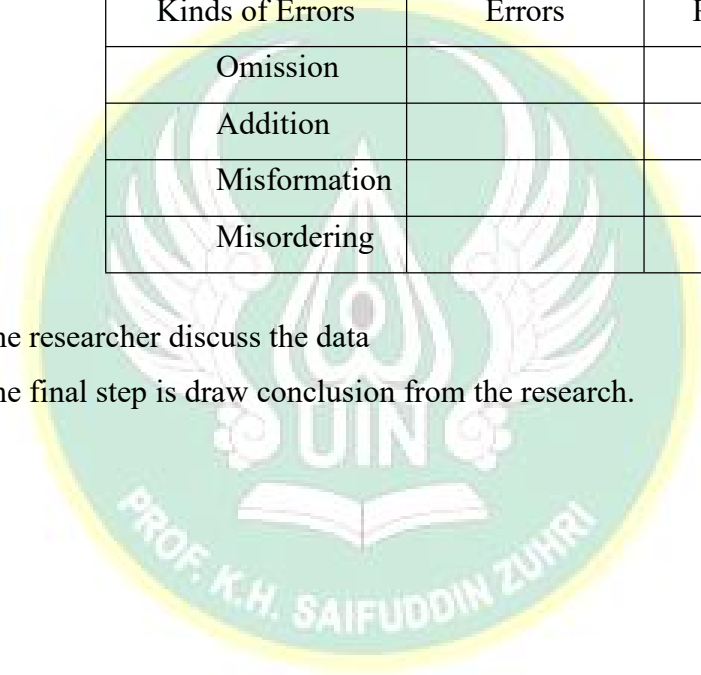 Kinds of Errors Errors
Omission
Addition
Misformation
Misordering
he researcher discuss the data
he final step is draw conclusion from the research.
UIN
PROF. K.H. SAIFUDDIN ZUHRI